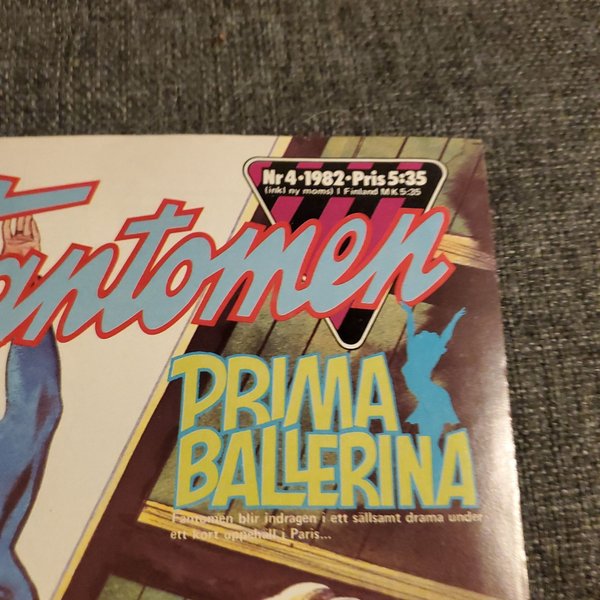 Nr 4 • 1982 • Pris 5:35
(inkl ny moms) I Finland MK 5:35
Fantomen
PRIMA
BALLERINA
Fantomen blir indragen i ett sällsamt drama under
ett kort uppehåll i Paris...